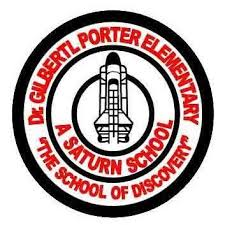 Dr. GILBERT L. PORTER ELEMENTARY
A SATURN SCHOOL
"THE SCHOOL OF DISCOVERY"